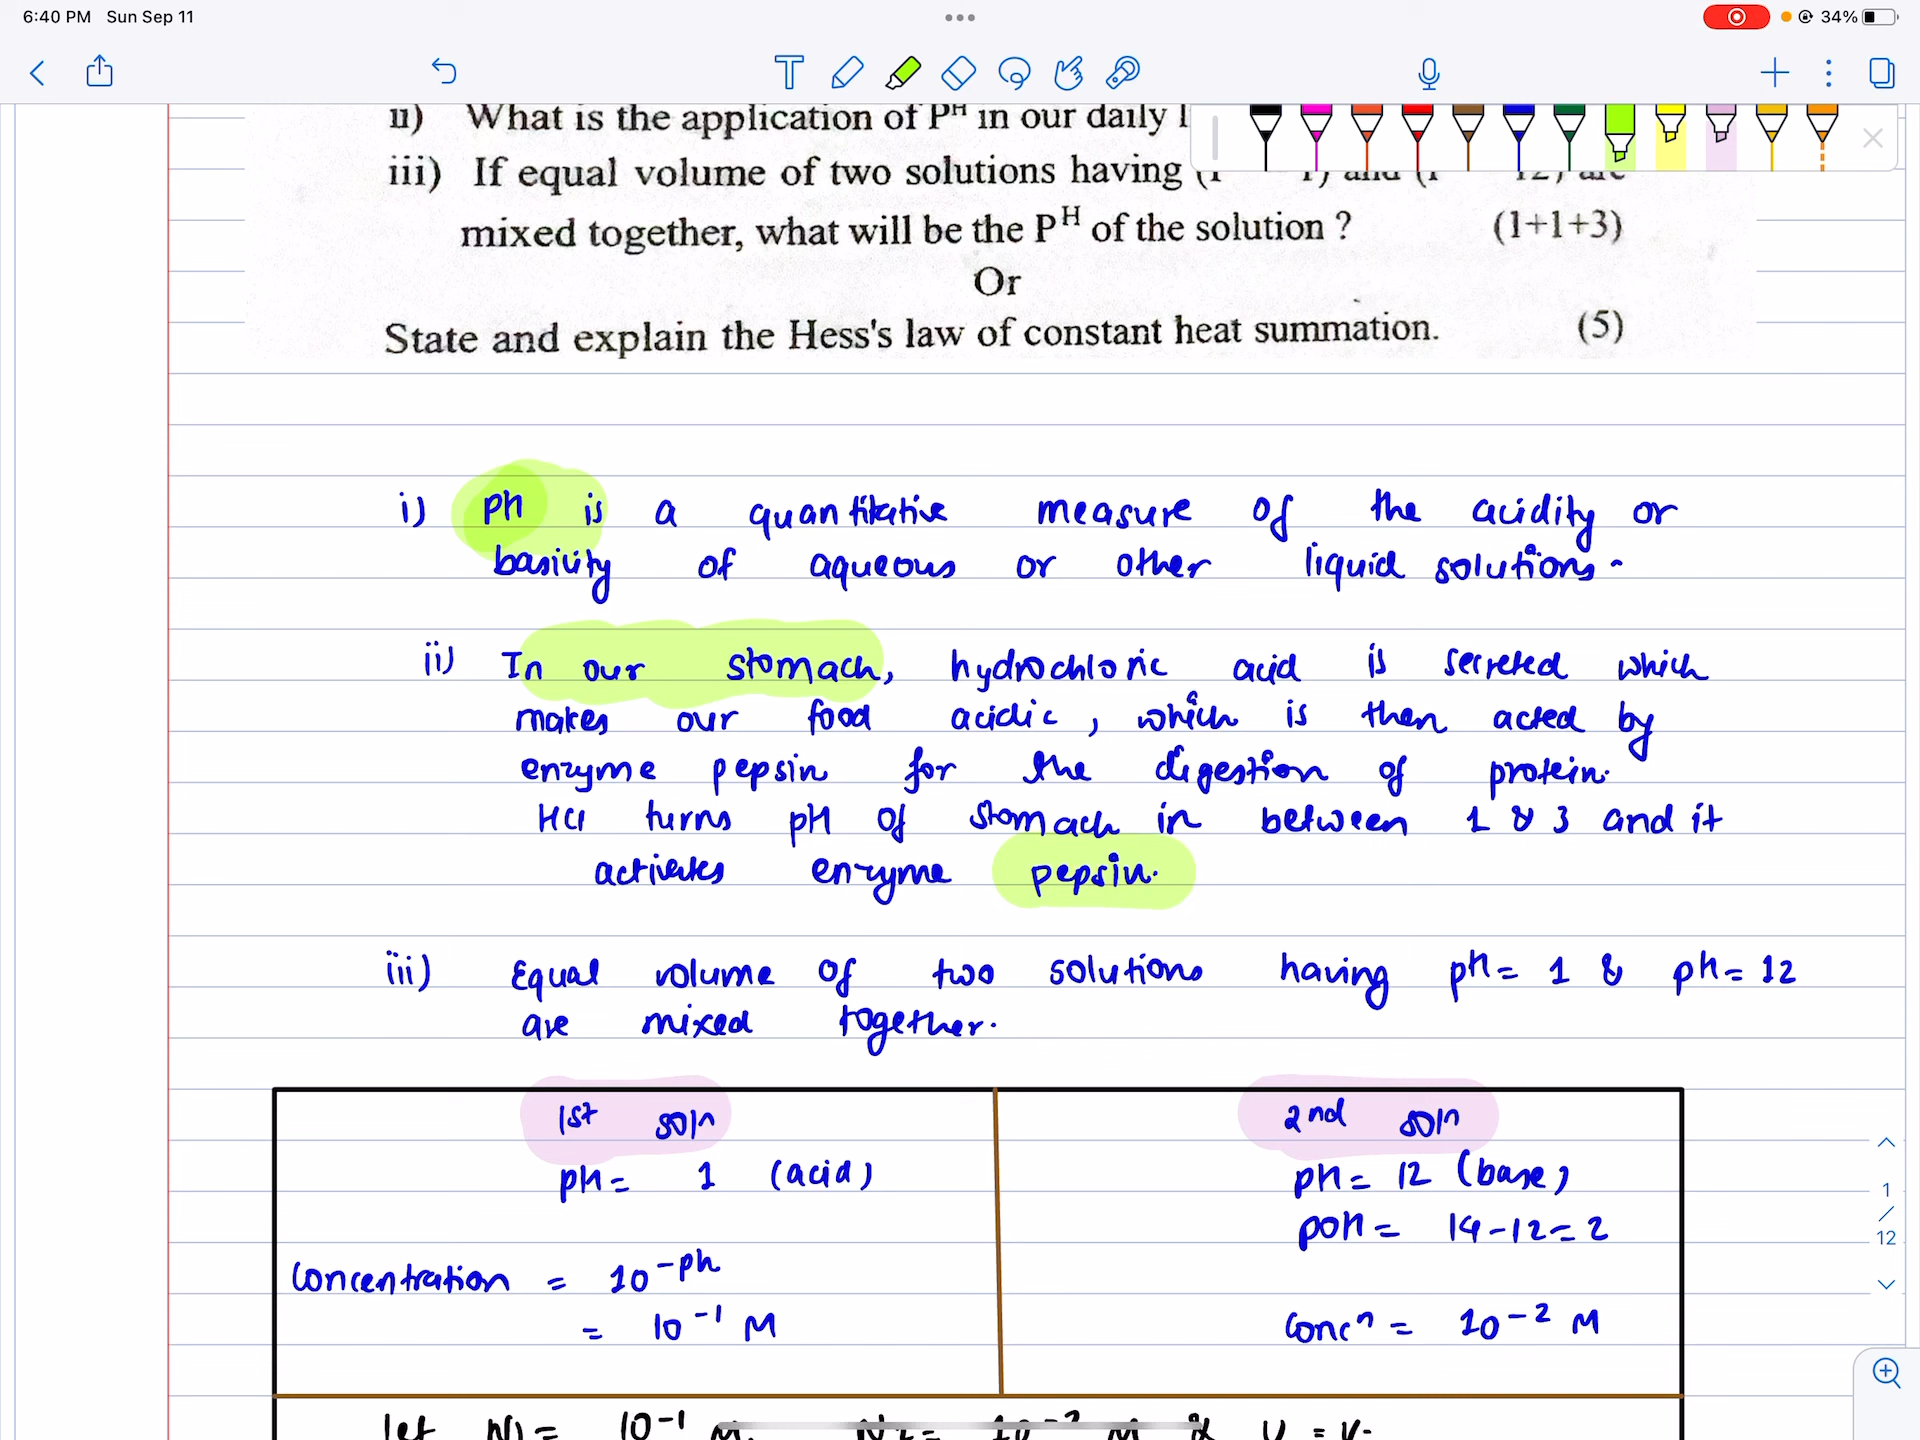 6:40 PM Sun Sep 11
34%
ii) What is the application of P^H in our daily l
iii) If equal volume of two solutions having
mixed together, what will be the P^H of the solution ? (1+1+3)
Or
State and explain the Hess's law of constant heat summation. (5)
i) pH is a quantitative measure of the acidity or
basicity of aqueous or other liquid solutions.
ii) In our stomach, hydrochloric acid is secreted which
makes our food acidic, which is then acted by
enzyme pepsin for the digestion of protein.
HCl turns pH of stomach in between 1 & 3 and it
activates enzyme pepsin.
iii) Equal volume of two solutions having pH = 1 & pH = 12
are mixed together.
1st soln
pH = 1 (acid)
Concentration = 10^-pH
= 10^-1 M
2nd soln
pH = 12 (base)
pOH = 14-12 = 2
Concn = 10^-2 M
1
/
12
let N1 = 10^-1 M